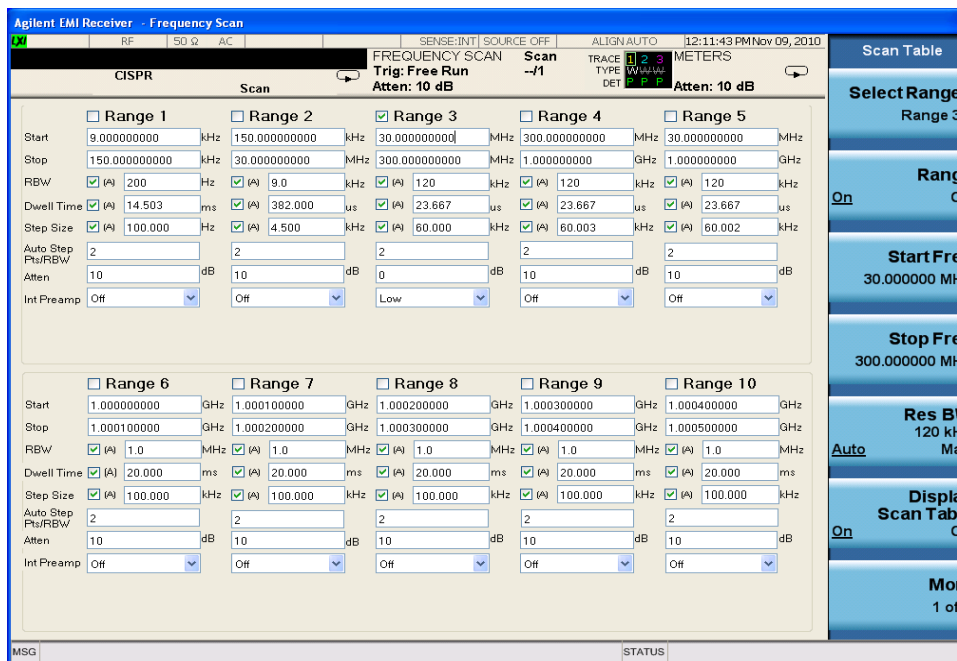 Agilent EMI Receiver - Frequency Scan
LXI RF 50 Ω AC SENSE:INT SOURCE OFF ALIGN AUTO 12:11:43 PM Nov 09, 2010
FREQUENCY SCAN Scan TRACE 1 2 3 METERS
CISPR Trig: Free Run --/1 TYPE W W W
Scan Atten: 10 dB DET P P P Atten: 10 dB
Range 1 Range 2 Range 3 Range 4 Range 5
Start 9.000000000 kHz 150.000000000 kHz 30.000000000 MHz 300.000000000 MHz 30.000000000 MHz
Stop 150.000000000 kHz 30.000000000 MHz 300.000000000 MHz 1.000000000 GHz 1.000000000 GHz
RBW (A) 200 Hz (A) 9.0 kHz (A) 120 kHz (A) 120 kHz (A) 120 kHz
Dwell Time (A) 14.503 ms (A) 382.000 us (A) 23.667 us (A) 23.667 us (A) 23.667 us
Step Size (A) 100.000 Hz (A) 4.500 kHz (A) 60.000 kHz (A) 60.003 kHz (A) 60.002 kHz
Auto Step
Pts/RBW 2 2 2 2 2
Atten 10 dB 10 dB 0 dB 10 dB 10 dB
Int Preamp Off Off Low Off Off
Range 6 Range 7 Range 8 Range 9 Range 10
Start 1.000000000 GHz 1.000100000 GHz 1.000200000 GHz 1.000300000 GHz 1.000400000 GHz
Stop 1.000100000 GHz 1.000200000 GHz 1.000300000 GHz 1.000400000 GHz 1.000500000 GHz
RBW (A) 1.0 MHz (A) 1.0 MHz (A) 1.0 MHz (A) 1.0 MHz (A) 1.0 MHz
Dwell Time (A) 20.000 ms (A) 20.000 ms (A) 20.000 ms (A) 20.000 ms (A) 20.000 ms
Step Size (A) 100.000 kHz (A) 100.000 kHz (A) 100.000 kHz (A) 100.000 kHz (A) 100.000 kHz
Auto Step
Pts/RBW 2 2 2 2 2
Atten 10 dB 10 dB 10 dB 10 dB 10 dB
Int Preamp Off Off Off Off Off
MSG STATUS
Scan Table
Select Range
Range 3
Rang
On
Start Fre
30.000000 MH
Stop Fre
300.000000 MH
Res B
120 kH
Auto Ma
Displa
Scan Tab
On
Mor
1 of